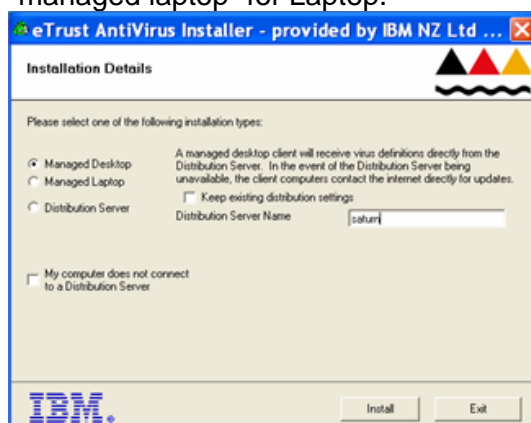 managed laptop' for Laptop.
eTrust AntiVirus Installer - provided by IBM NZ Ltd ...
Installation Details
Please select one of the following installation types:
Managed Desktop
Managed Laptop
Distribution Server
A managed desktop client will receive virus definitions directly from the
Distribution Server. In the event of the Distribution Server being
unavailable, the client computers contact the internet directly for updates.
Keep existing distribution settings
Distribution Server Name
saturn
My computer does not connect
to a Distribution Server
IBM.
Install
Exit